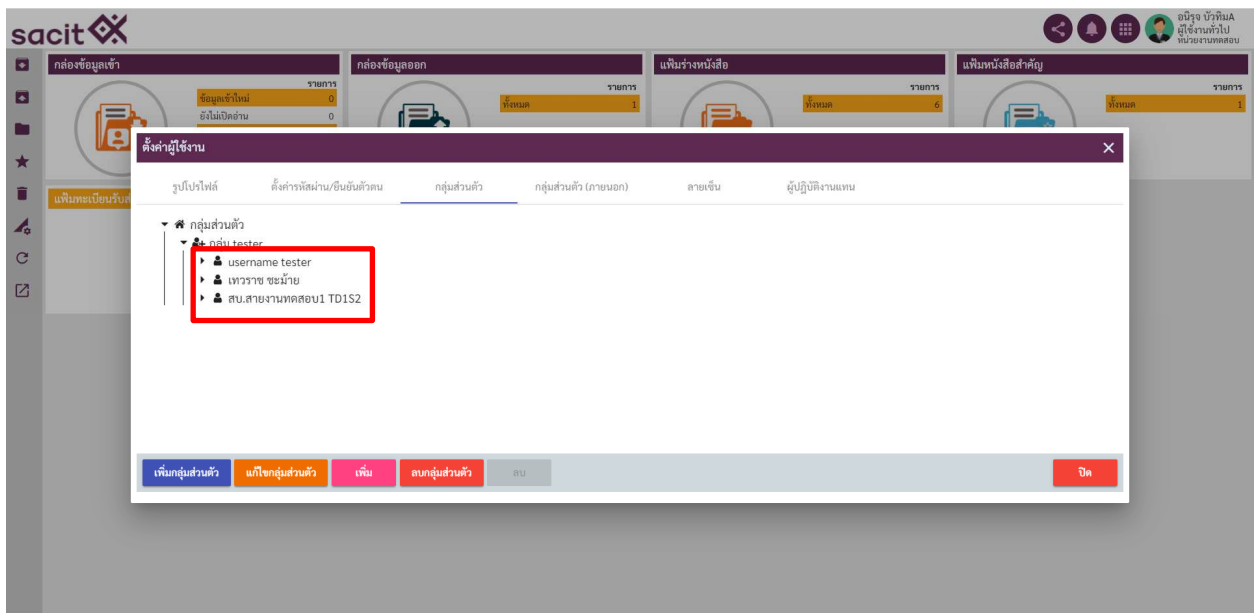 sacit
อนิรุจ บัวทิมA
ผู้ใช้งานทั่วไป
หน่วยงานทดสอบ
กล่องข้อมูลเข้า
รายการ
ข้อมูลเข้าใหม่ 0
ยังไม่เปิดอ่าน 0
กล่องข้อมูลออก
รายการ
ทั้งหมด 1
แฟ้มร่างหนังสือ
รายการ
ทั้งหมด 6
แฟ้มหนังสือสำคัญ
รายการ
ทั้งหมด 1
แฟ้มทะเบียนรับส่
ตั้งค่าผู้ใช้งาน
รูปโปรไฟล์ ตั้งค่ารหัสผ่าน/ยืนยันตัวตน กลุ่มส่วนตัว กลุ่มส่วนตัว (ภายนอก) ลายเซ็น ผู้ปฏิบัติงานแทน
กลุ่มส่วนตัว
กลุ่ม tester
username tester
เทวราช ชะม้าย
สบ.สายงานทดสอบ1 TD1S2
เพิ่มกลุ่มส่วนตัว แก้ไขกลุ่มส่วนตัว เพิ่ม ลบกลุ่มส่วนตัว ลบ ปิด